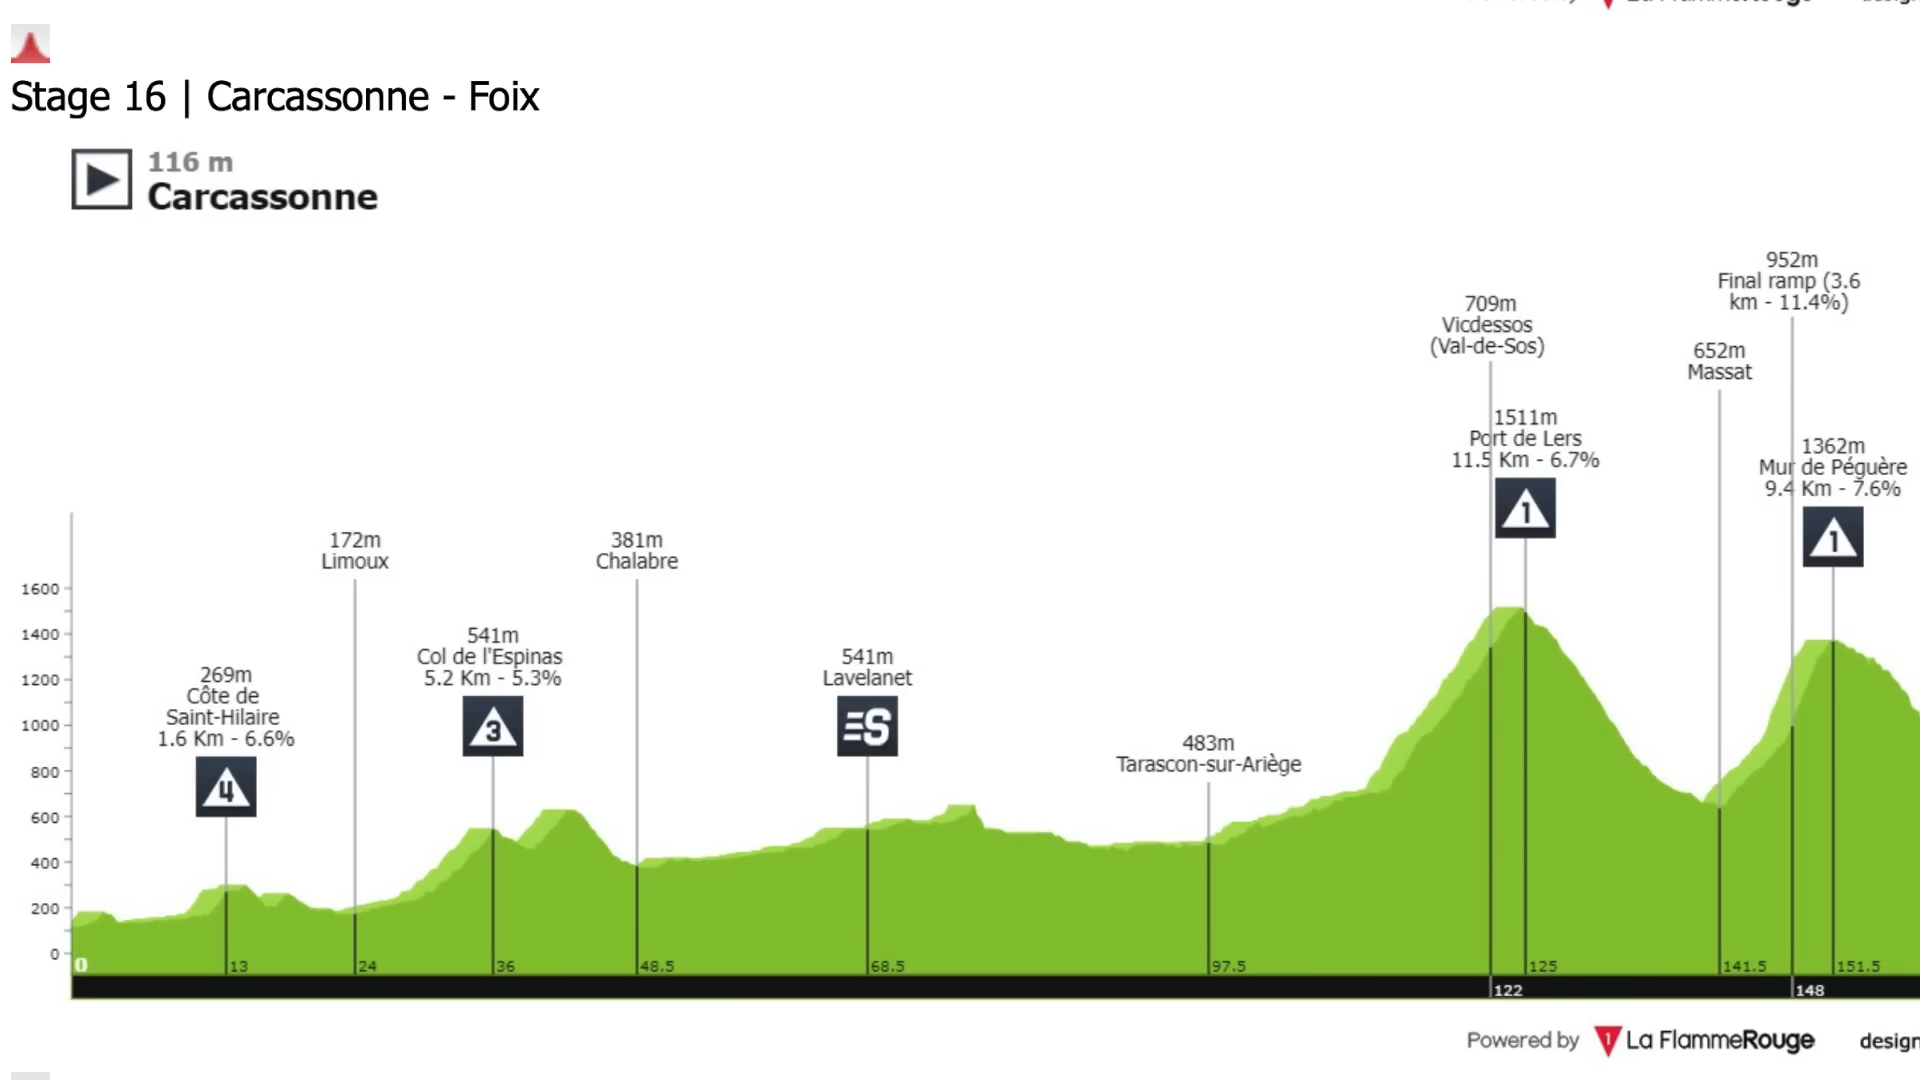 Stage 16 | Carcassonne - Foix
116 m
Carcassonne
952m
Final ramp (3.6
km - 11.4%)
709m
Vicdessos
(Val-de-Sos)
652m
Massat
1511m
Port de Lers
11.5 Km - 6.7%
1
1362m
Mur de Péguère
9.4 Km - 7.6%
1
172m
Limoux
381m
Chalabre
541m
Col de l'Espinas
5.2 Km - 5.3%
3
541m
Lavelanet
S
269m
Côte de
Saint-Hilaire
1.6 Km - 6.6%
4
483m
Tarascon-sur-Ariège
1600
1400
1200
1000
800
600
400
200
0
0 13 24 36 48.5 68.5 97.5 125 141.5 151.5
122 148
Powered by 1 La FlammeRouge design